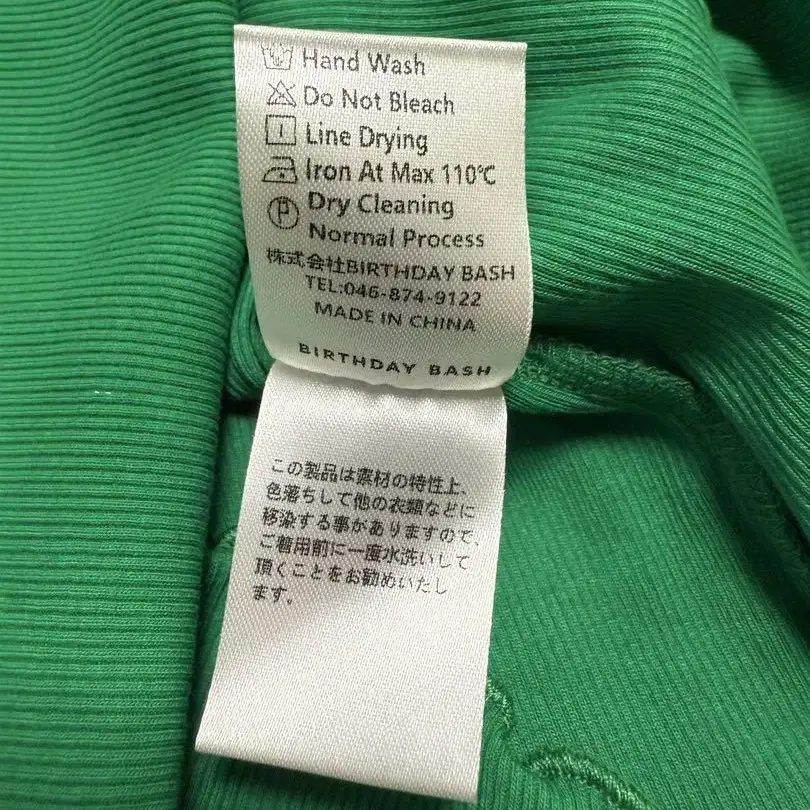 Hand Wash
Do Not Bleach
Line Drying
Iron At Max 110℃
Dry Cleaning
Normal Process
株式会社BIRTHDAY BASH
TEL:046-874-9122
MADE IN CHINA
BIRTHDAY BASH
この製品は素材の特性上、
色落ちして他の衣類などに
移染する事がありますので、
ご着用前に一度水洗いして
頂くことをお勧めいたし
ます。